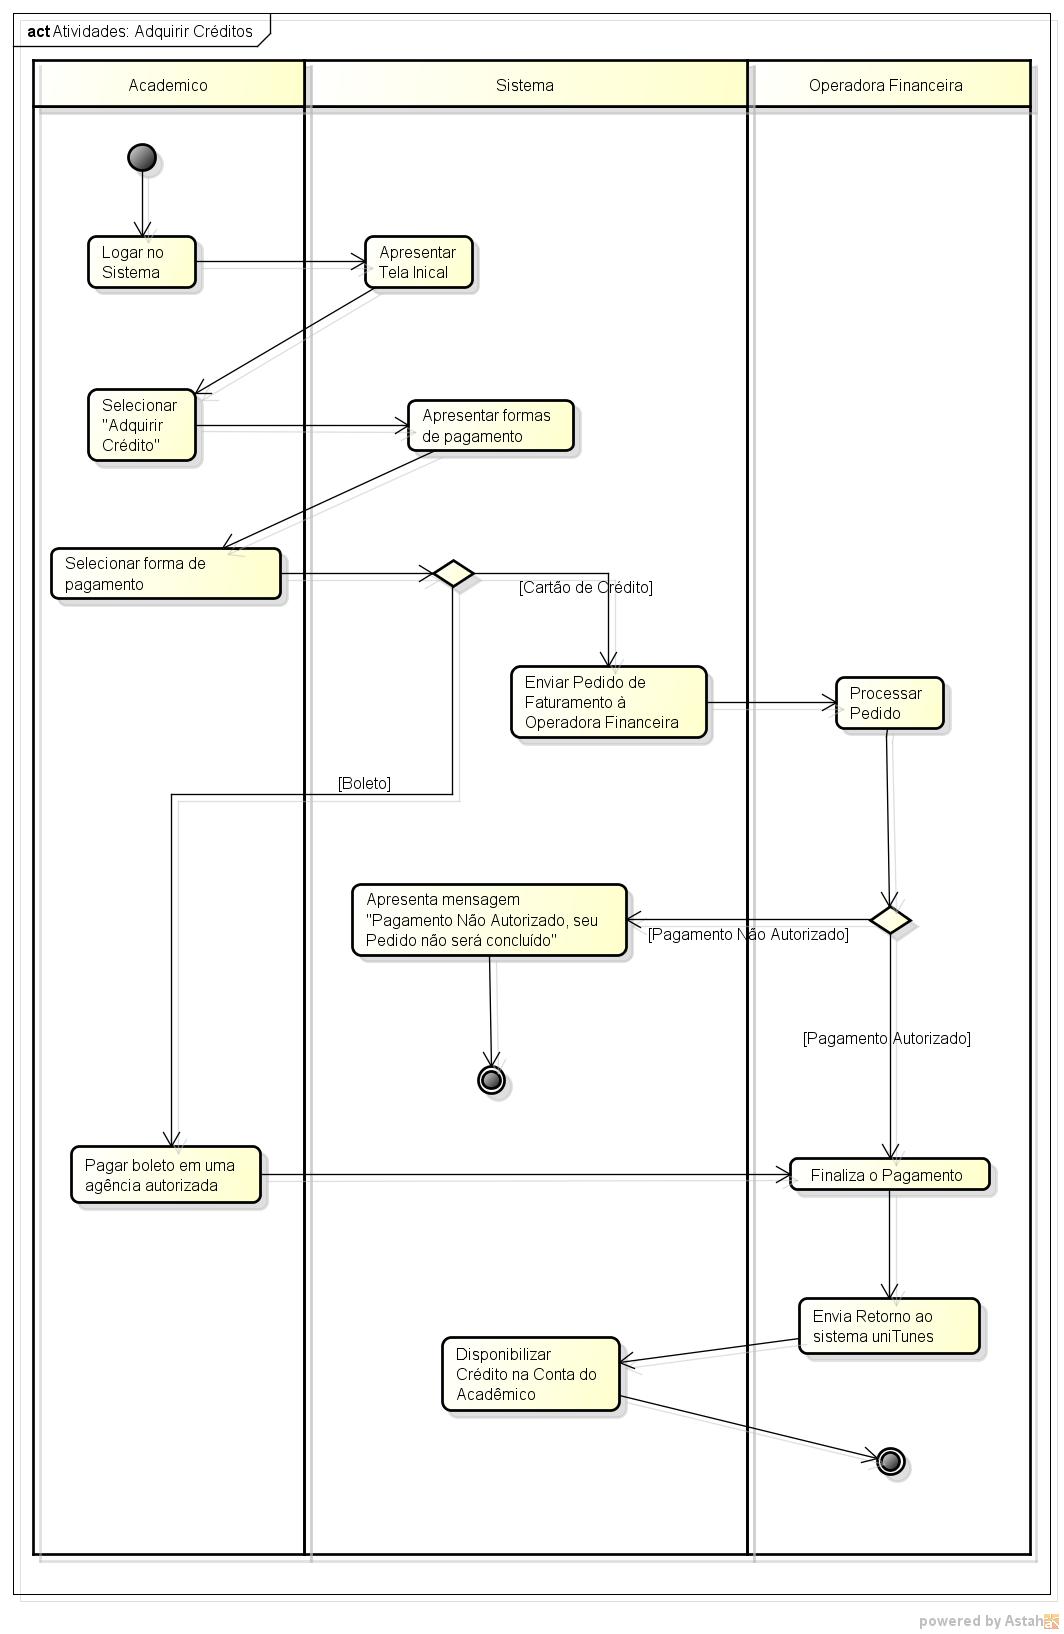 act Atividades: Adquirir Créditos
Academico
Sistema
Operadora Financeira
Logar no
Sistema
Apresentar
Tela Inical
Selecionar
"Adquirir
Crédito"
Apresentar formas
de pagamento
Selecionar forma de
pagamento
[Cartão de Crédito]
Enviar Pedido de
Faturamento à
Operadora Financeira
Processar
Pedido
[Boleto]
Apresenta mensagem
"Pagamento Não Autorizado, seu
Pedido não será concluído"
[Pagamento Não Autorizado]
[Pagamento Autorizado]
Pagar boleto em uma
agência autorizada
Finaliza o Pagamento
Envia Retorno ao
sistema uniTunes
Disponibilizar
Crédito na Conta do
Acadêmico
powered by Astah